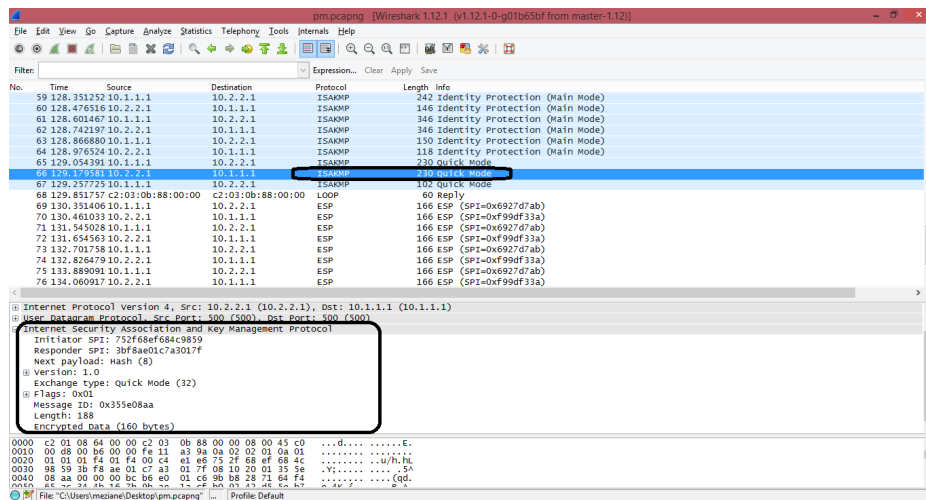 pm.pcapng [Wireshark 1.12.1 (v1.12.1-0-g01b65bf from master-1.12)]
File Edit View Go Capture Analyze Statistics Telephony Tools Internals Help
Filter: Expression... Clear Apply Save
No. Time Source Destination Protocol Length Info
59 128.351252 10.1.1.1 10.2.2.1 ISAKMP 242 Identity Protection (Main Mode)
60 128.476516 10.2.2.1 10.1.1.1 ISAKMP 146 Identity Protection (Main Mode)
61 128.601467 10.1.1.1 10.2.2.1 ISAKMP 346 Identity Protection (Main Mode)
62 128.742197 10.2.2.1 10.1.1.1 ISAKMP 346 Identity Protection (Main Mode)
63 128.866880 10.1.1.1 10.2.2.1 ISAKMP 150 Identity Protection (Main Mode)
64 128.976524 10.2.2.1 10.1.1.1 ISAKMP 118 Identity Protection (Main Mode)
65 129.054391 10.1.1.1 10.2.2.1 ISAKMP 230 Quick Mode
66 129.179581 10.2.2.1 10.1.1.1 ISAKMP 230 Quick Mode
67 129.257725 10.1.1.1 10.2.2.1 ISAKMP 102 Quick Mode
68 129.851757 c2:03:0b:88:00:00 c2:03:0b:88:00:00 LOOP 60 Reply
69 130.351406 10.1.1.1 10.2.2.1 ESP 166 ESP (SPI=0x6927d7ab)
70 130.461033 10.2.2.1 10.1.1.1 ESP 166 ESP (SPI=0xf99df33a)
71 131.545028 10.1.1.1 10.2.2.1 ESP 166 ESP (SPI=0x6927d7ab)
72 131.654563 10.2.2.1 10.1.1.1 ESP 166 ESP (SPI=0xf99df33a)
73 132.701758 10.1.1.1 10.2.2.1 ESP 166 ESP (SPI=0x6927d7ab)
74 132.826479 10.2.2.1 10.1.1.1 ESP 166 ESP (SPI=0xf99df33a)
75 133.889091 10.1.1.1 10.2.2.1 ESP 166 ESP (SPI=0x6927d7ab)
76 134.060917 10.2.2.1 10.1.1.1 ESP 166 ESP (SPI=0xf99df33a)
Internet Protocol Version 4, Src: 10.2.2.1 (10.2.2.1), Dst: 10.1.1.1 (10.1.1.1)
User Datagram Protocol, Src Port: 500 (500), Dst Port: 500 (500)
Internet Security Association and Key Management Protocol
Initiator SPI: 752f68ef684c9859
Responder SPI: 3bf8ae01c7a3017f
Next payload: Hash (8)
Version: 1.0
Exchange type: Quick Mode (32)
Flags: 0x01
Message ID: 0x355e08aa
Length: 188
Encrypted Data (160 bytes)
0000 c2 01 08 64 00 00 c2 03 0b 88 00 00 08 00 45 c0 ...d.... ......E.
0010 00 d8 00 b6 00 00 fe 11 a3 9a 0a 02 02 01 0a 01 ........ ........
0020 01 01 01 f4 01 f4 00 c4 e1 e6 75 2f 68 ef 68 4c ........ ..u/h.hL
0030 98 59 3b f8 ae 01 c7 a3 01 7f 08 10 20 01 35 5e .Y;..... .... .5^
0040 08 aa 00 00 00 bc b6 e0 01 c6 9b b8 28 71 64 f4 ........ ....(qd.
File: "C:\Users\meziane\Desktop\pm.pcapng" ... Profile: Default